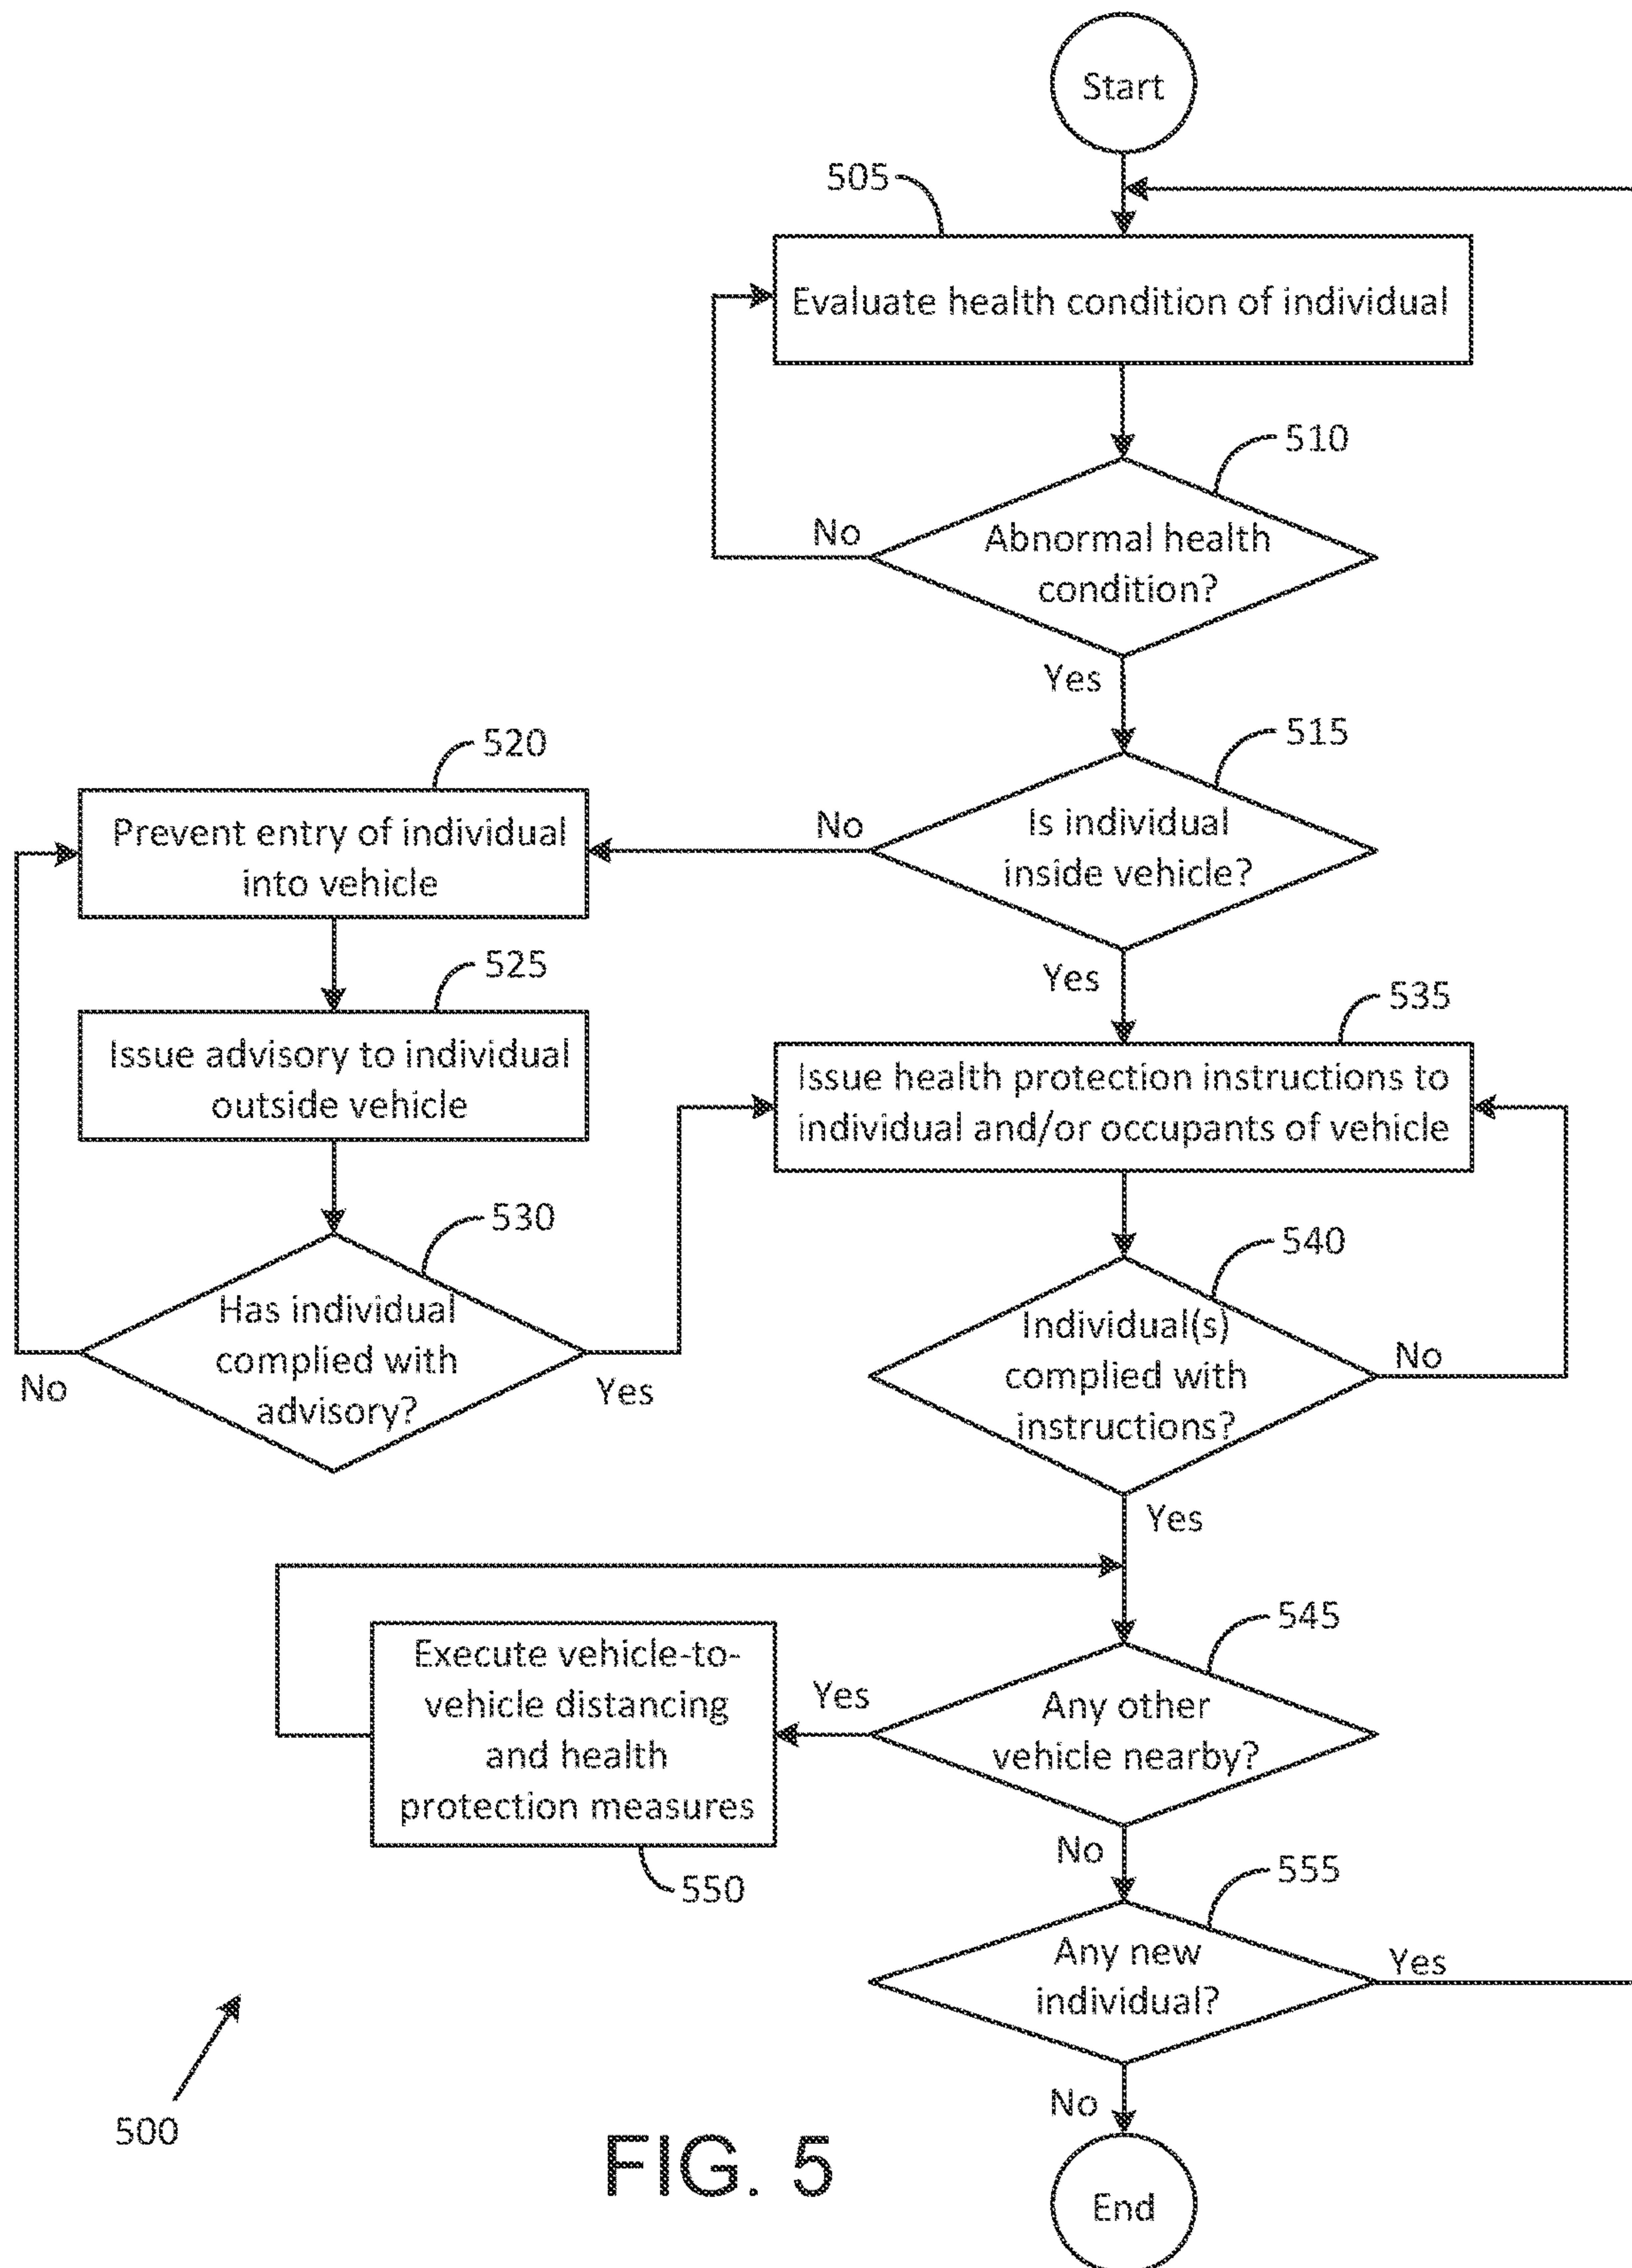 Start
505
Evaluate health condition of individual
510
Abnormal health
condition?
No
Yes
515
Is individual
inside vehicle?
No
Yes
520
Prevent entry of individual
into vehicle
525
Issue advisory to individual
outside vehicle
530
Has individual
complied with
advisory?
No
Yes
535
Issue health protection instructions to
individual and/or occupants of vehicle
540
Individual(s)
complied with
instructions?
No
Yes
545
Any other
vehicle nearby?
Yes
No
Execute vehicle-to-
vehicle distancing
and health
protection measures
550
555
Any new
individual?
Yes
No
End
500
FIG. 5